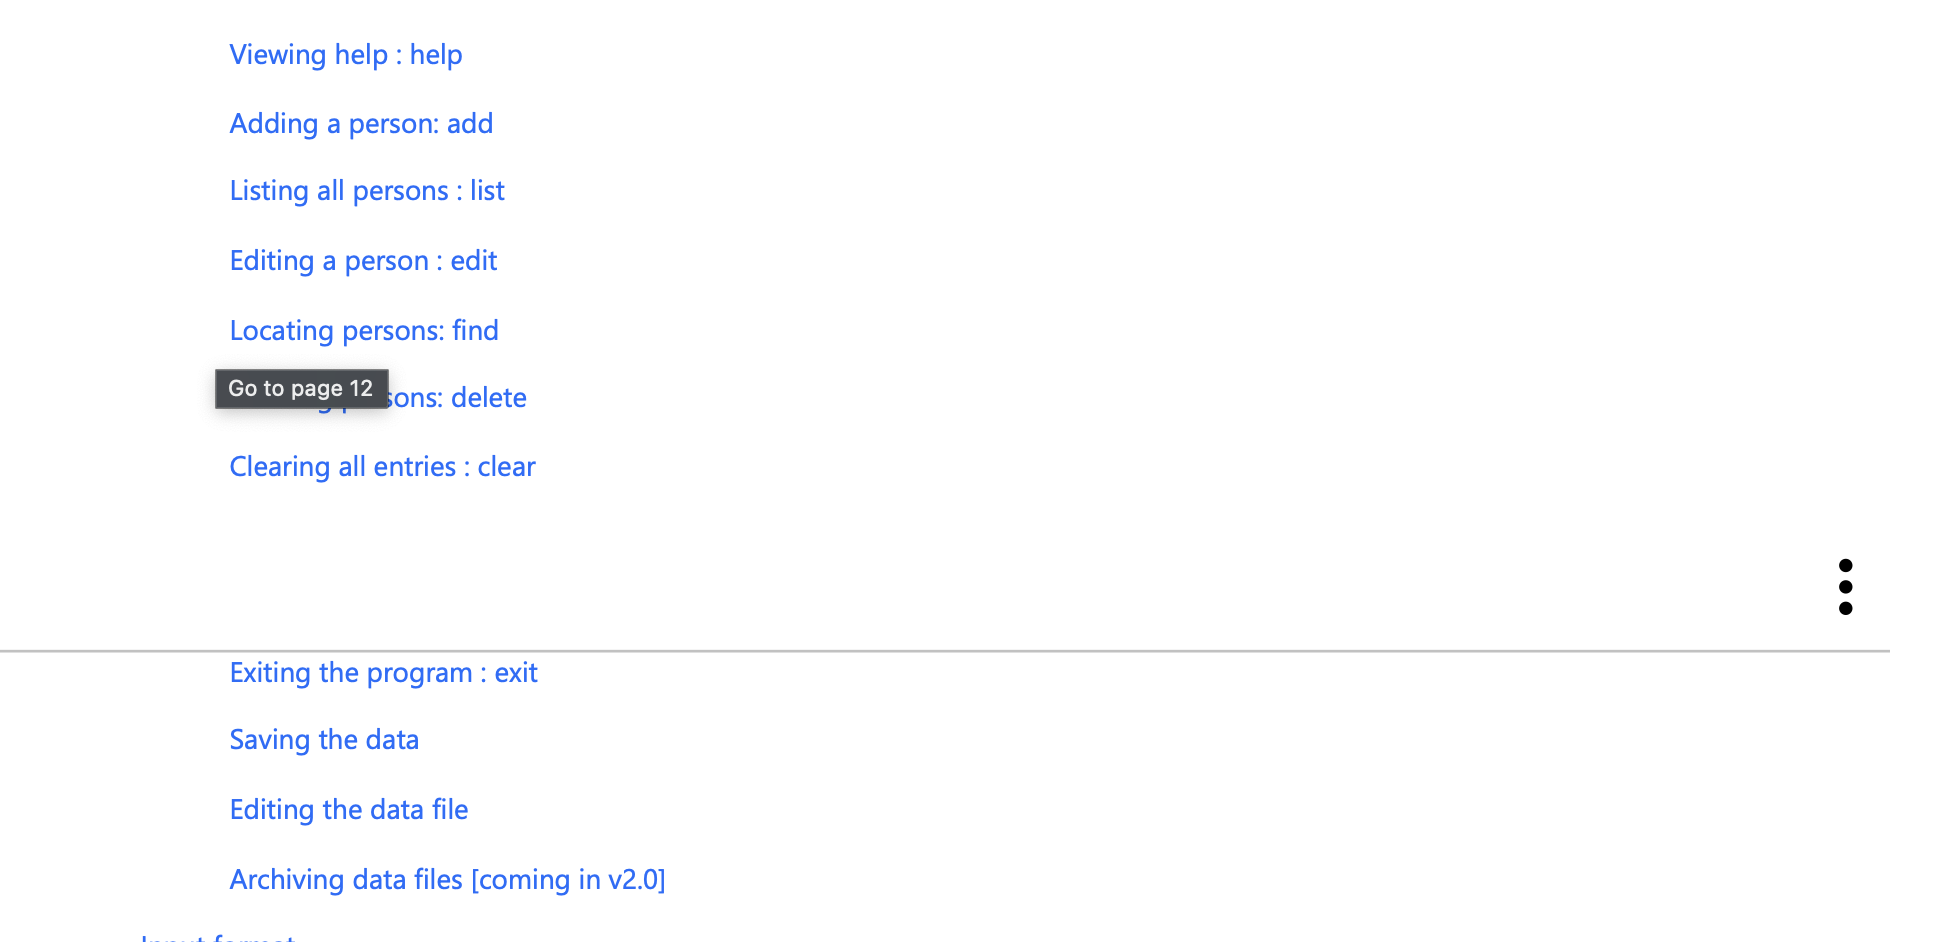 Viewing help : help
Adding a person: add
Listing all persons : list
Editing a person : edit
Locating persons: find
Go to page 12
sons: delete
Clearing all entries : clear
Exiting the program : exit
Saving the data
Editing the data file
Archiving data files [coming in v2.0]
Input format